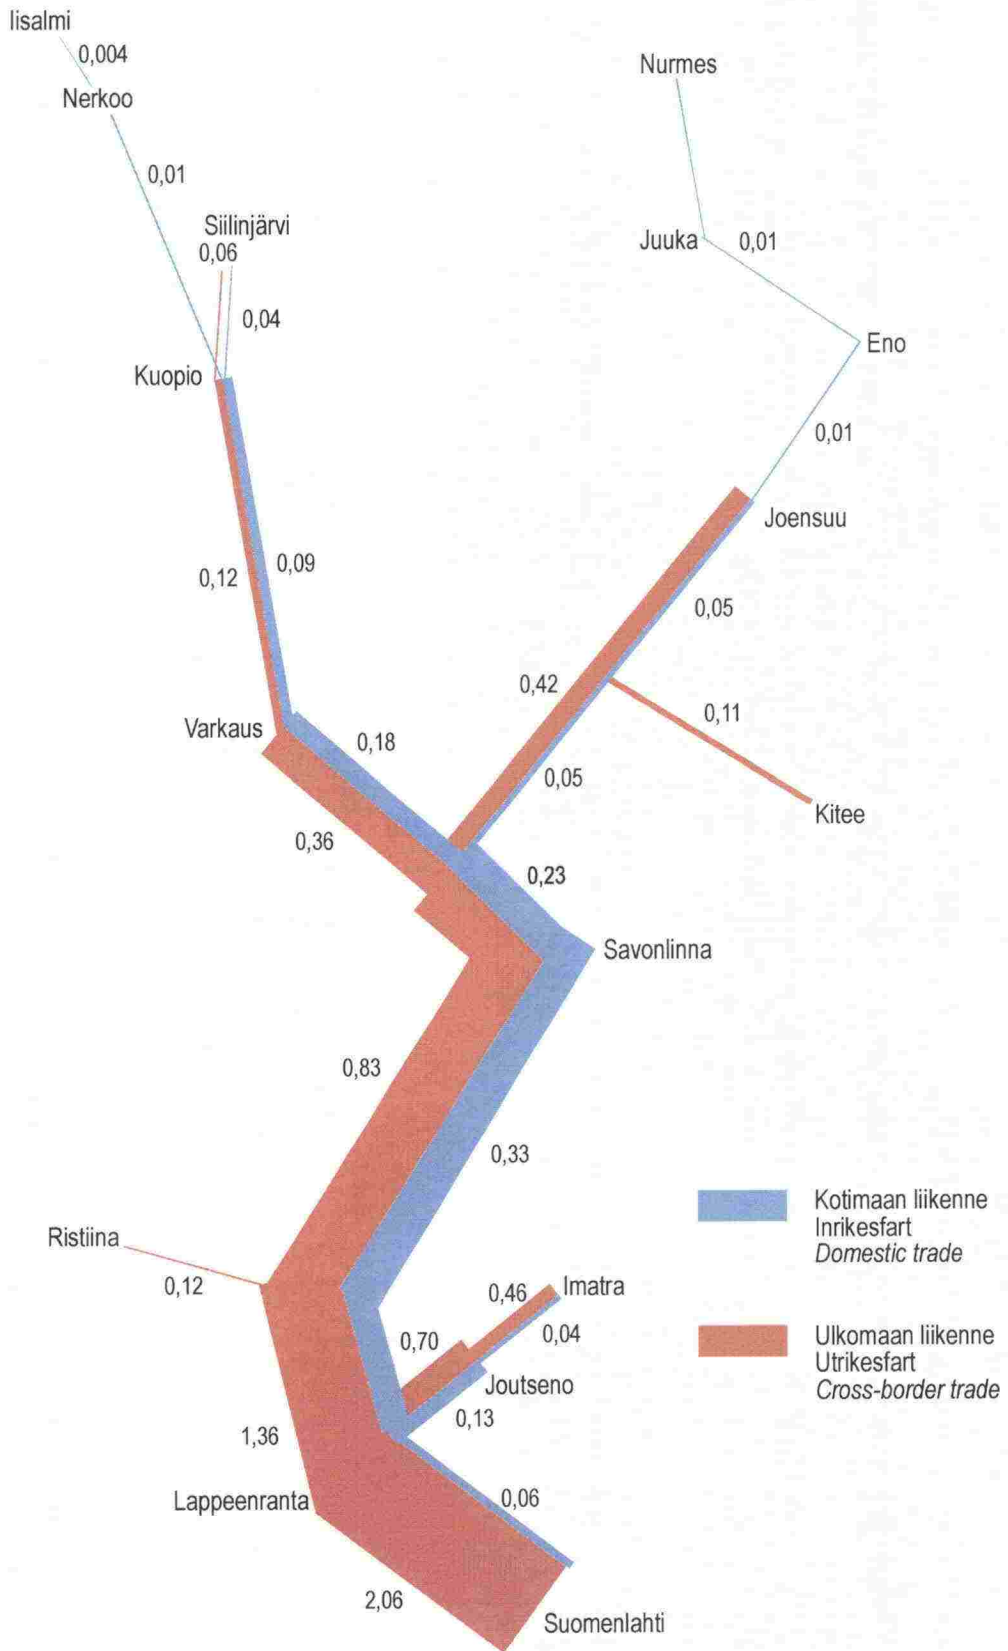 Iisalmi
0,004
Nerkoo
Nurmes
0,01
Siilinjärvi
0,06
Juuka
0,01
0,04
Eno
Kuopio
0,01
Joensuu
0,09
0,12
0,05
0,42
0,11
Varkaus
0,18
0,05
Kitee
0,36
0,23
Savonlinna
0,83
0,33
Kotimaan liikenne
Inrikesfart
Domestic trade
Ristiina
0,12
Imatra
0,46
0,04
0,70
Ulkomaan liikenne
Utrikesfart
Cross-border trade
Joutseno
0,13
1,36
Lappeenranta
0,06
2,06
Suomenlahti